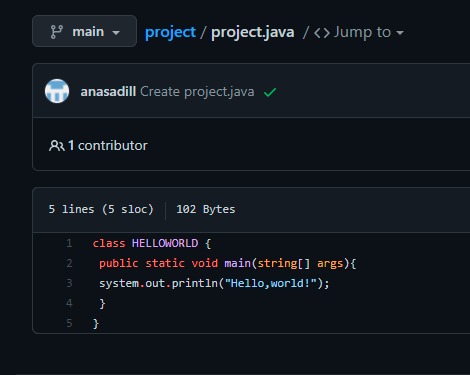 main project / project.java / <> Jump to
anasadill Create project.java
1 contributor
5 lines (5 sloc) 102 Bytes
1 class HELLOWORLD {
2 public static void main(string[] args){
3 system.out.println("Hello,world!");
4 }
5 }